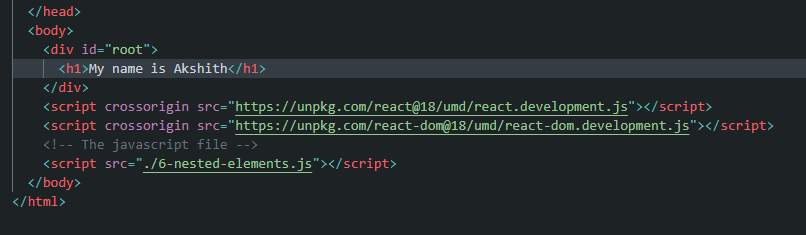 </head>
<body>
<div id="root">
<h1>My name is Akshith</h1>
</div>
<script crossorigin src="https://unpkg.com/react@18/umd/react.development.js"></script>
<script crossorigin src="https://unpkg.com/react-dom@18/umd/react-dom.development.js"></script>
<!-- The javascript file -->
<script src="./6-nested-elements.js"></script>
</body>
</html>